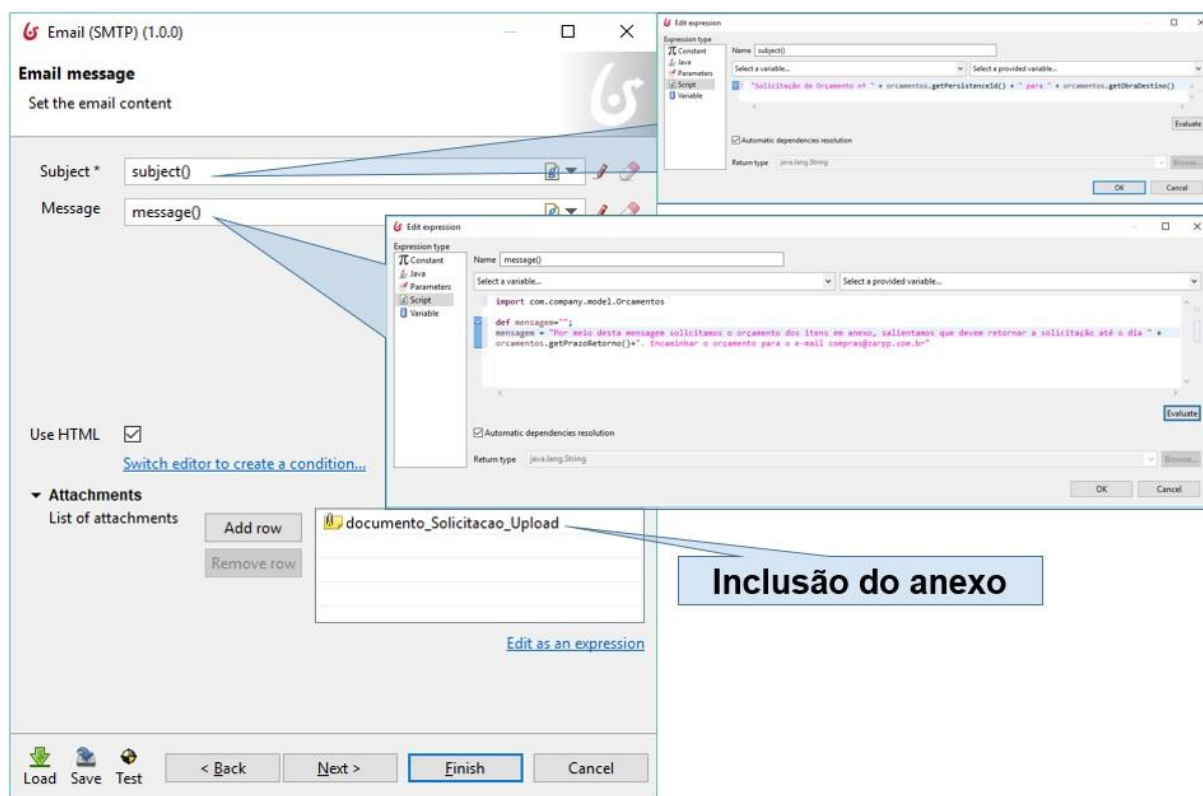 Email (SMTP) (1.0.0)
Email message
Set the email content
Subject *
subject()
Message
message()
Use HTML
Switch editor to create a condition...
Attachments
List of attachments
Add row
Remove row
documento_Solicitacao_Upload
Edit as an expression
Load
Save
Test
< Back
Next >
Finish
Cancel
Edit expression
Expression type
Constant
Java
Parameters
Script
Variable
Name
subject()
Select a variable...
Select a provided variable...
"Solicitação de Orçamento nº " + orcamentos.getPersistenceId() + " para " + orcamentos.getObraDestino()
Evaluate
Automatic dependencies resolution
Return type
java.lang.String
Browse...
OK
Cancel
Edit expression
Expression type
Constant
Java
Parameters
Script
Variable
Name
message()
Select a variable...
Select a provided variable...
import com.company.model.Orcamentos
def mensagem="";
mensagem = "Por meio desta mensagem solicitamos o orçamento dos itens em anexo, salientamos que devem retornar a solicitação até o dia " +
orcamentos.getPrazoRetorno()+". Encaminhar o orçamento para o e-mail compras@zarpp.com.br"
Evaluate
Automatic dependencies resolution
Return type
java.lang.String
Browse...
OK
Cancel
Inclusão do anexo